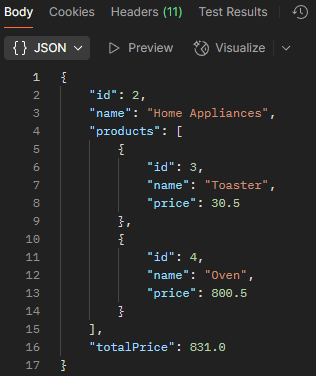 Body Cookies Headers (11) Test Results
{} JSON Preview Visualize
1 {
2 "id": 2,
3 "name": "Home Appliances",
4 "products": [
5 {
6 "id": 3,
7 "name": "Toaster",
8 "price": 30.5
9 },
10 {
11 "id": 4,
12 "name": "Oven",
13 "price": 800.5
14 }
15 ],
16 "totalPrice": 831.0
17 }